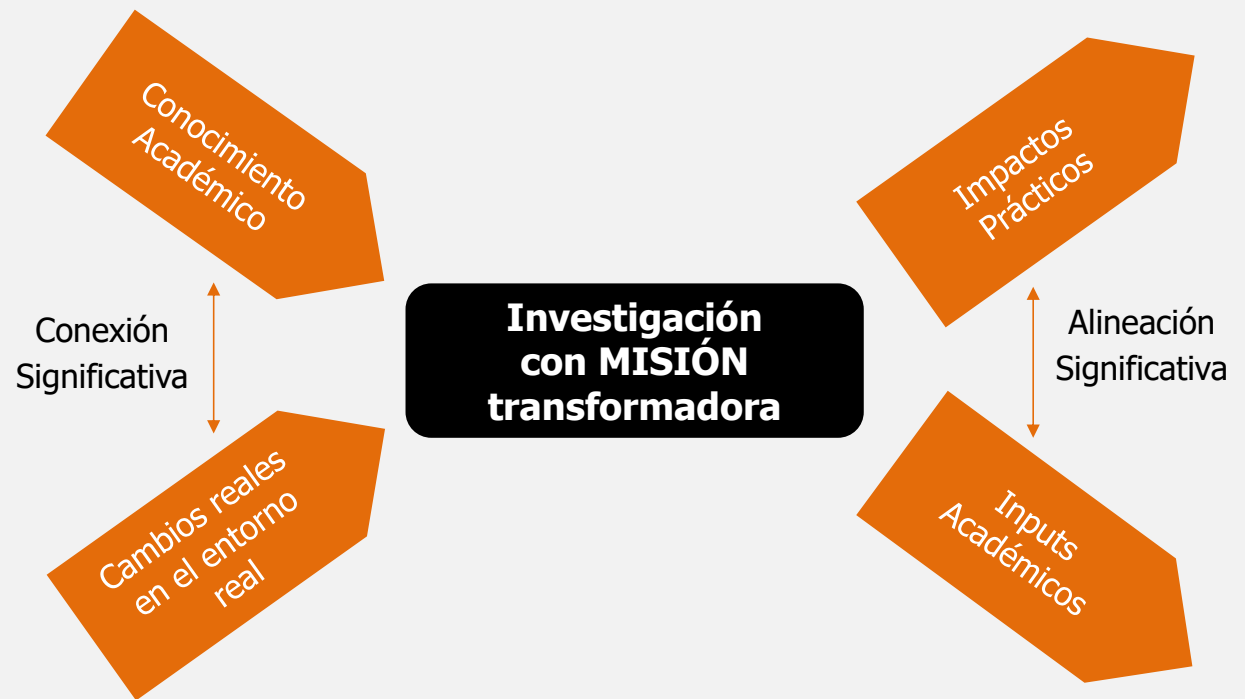 Conocimiento
Académico
Impactos
Prácticos
Conexión
Significativa
Investigación
con MISIÓN
transformadora
Alineación
Significativa
Cambios reales
en el entorno
real
Inputs
Académicos